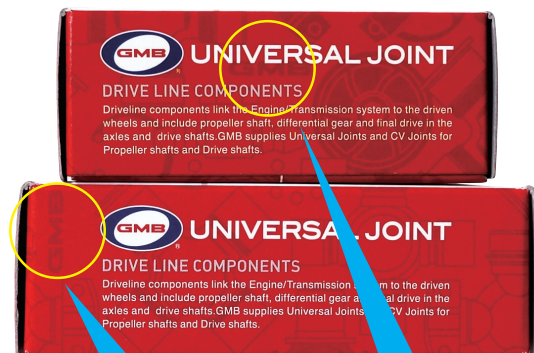 GMB UNIVERSAL JOINT
DRIVE LINE COMPONENTS
Driveline components link the Engine/Transmission system to the driven
wheels and include propeller shaft, differential gear and final drive in the
axles and drive shafts.GMB supplies Universal Joints and CV Joints for
Propeller shafts and Drive shafts.
GMB
GMB UNIVERSAL JOINT
DRIVE LINE COMPONENTS
Driveline components link the Engine/Transmission to the driven
wheels and include propeller shaft, differential gear drive in the
axles and drive shafts.GMB supplies Universal Joints CV Joints for
Propeller shafts and Drive shafts.
GMB